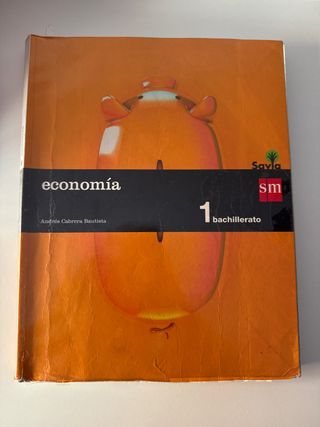 Savia
economía
sm
Andrés Cabrera Bautista
1 bachillerato